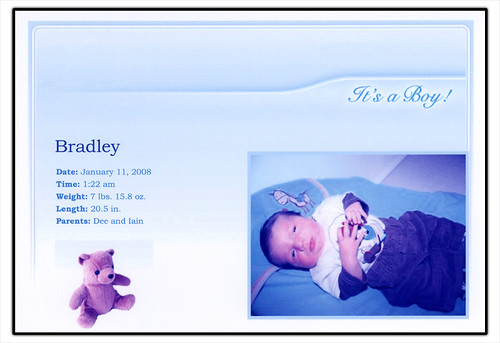 It's a Boy!
Bradley
Date: January 11, 2008
Time: 1:22 am
Weight: 7 lbs. 15.8 oz.
Length: 20.5 in.
Parents: Dee and Iain